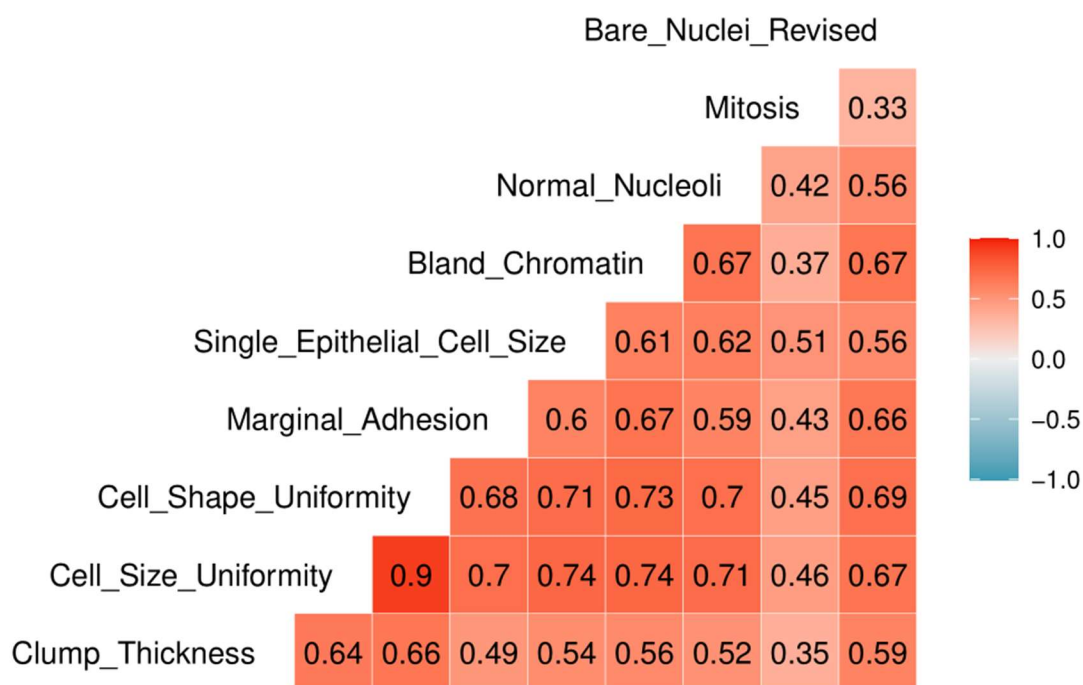 Bare_Nuclei_Revised
Mitosis 0.33
Normal_Nucleoli 0.42 0.56
Bland_Chromatin 0.67 0.37 0.67
Single_Epithelial_Cell_Size 0.61 0.62 0.51 0.56
Marginal_Adhesion 0.6 0.67 0.59 0.43 0.66
Cell_Shape_Uniformity 0.68 0.71 0.73 0.7 0.45 0.69
Cell_Size_Uniformity 0.9 0.7 0.74 0.74 0.71 0.46 0.67
Clump_Thickness 0.64 0.66 0.49 0.54 0.56 0.52 0.35 0.59
1.0
0.5
0.0
−0.5
−1.0